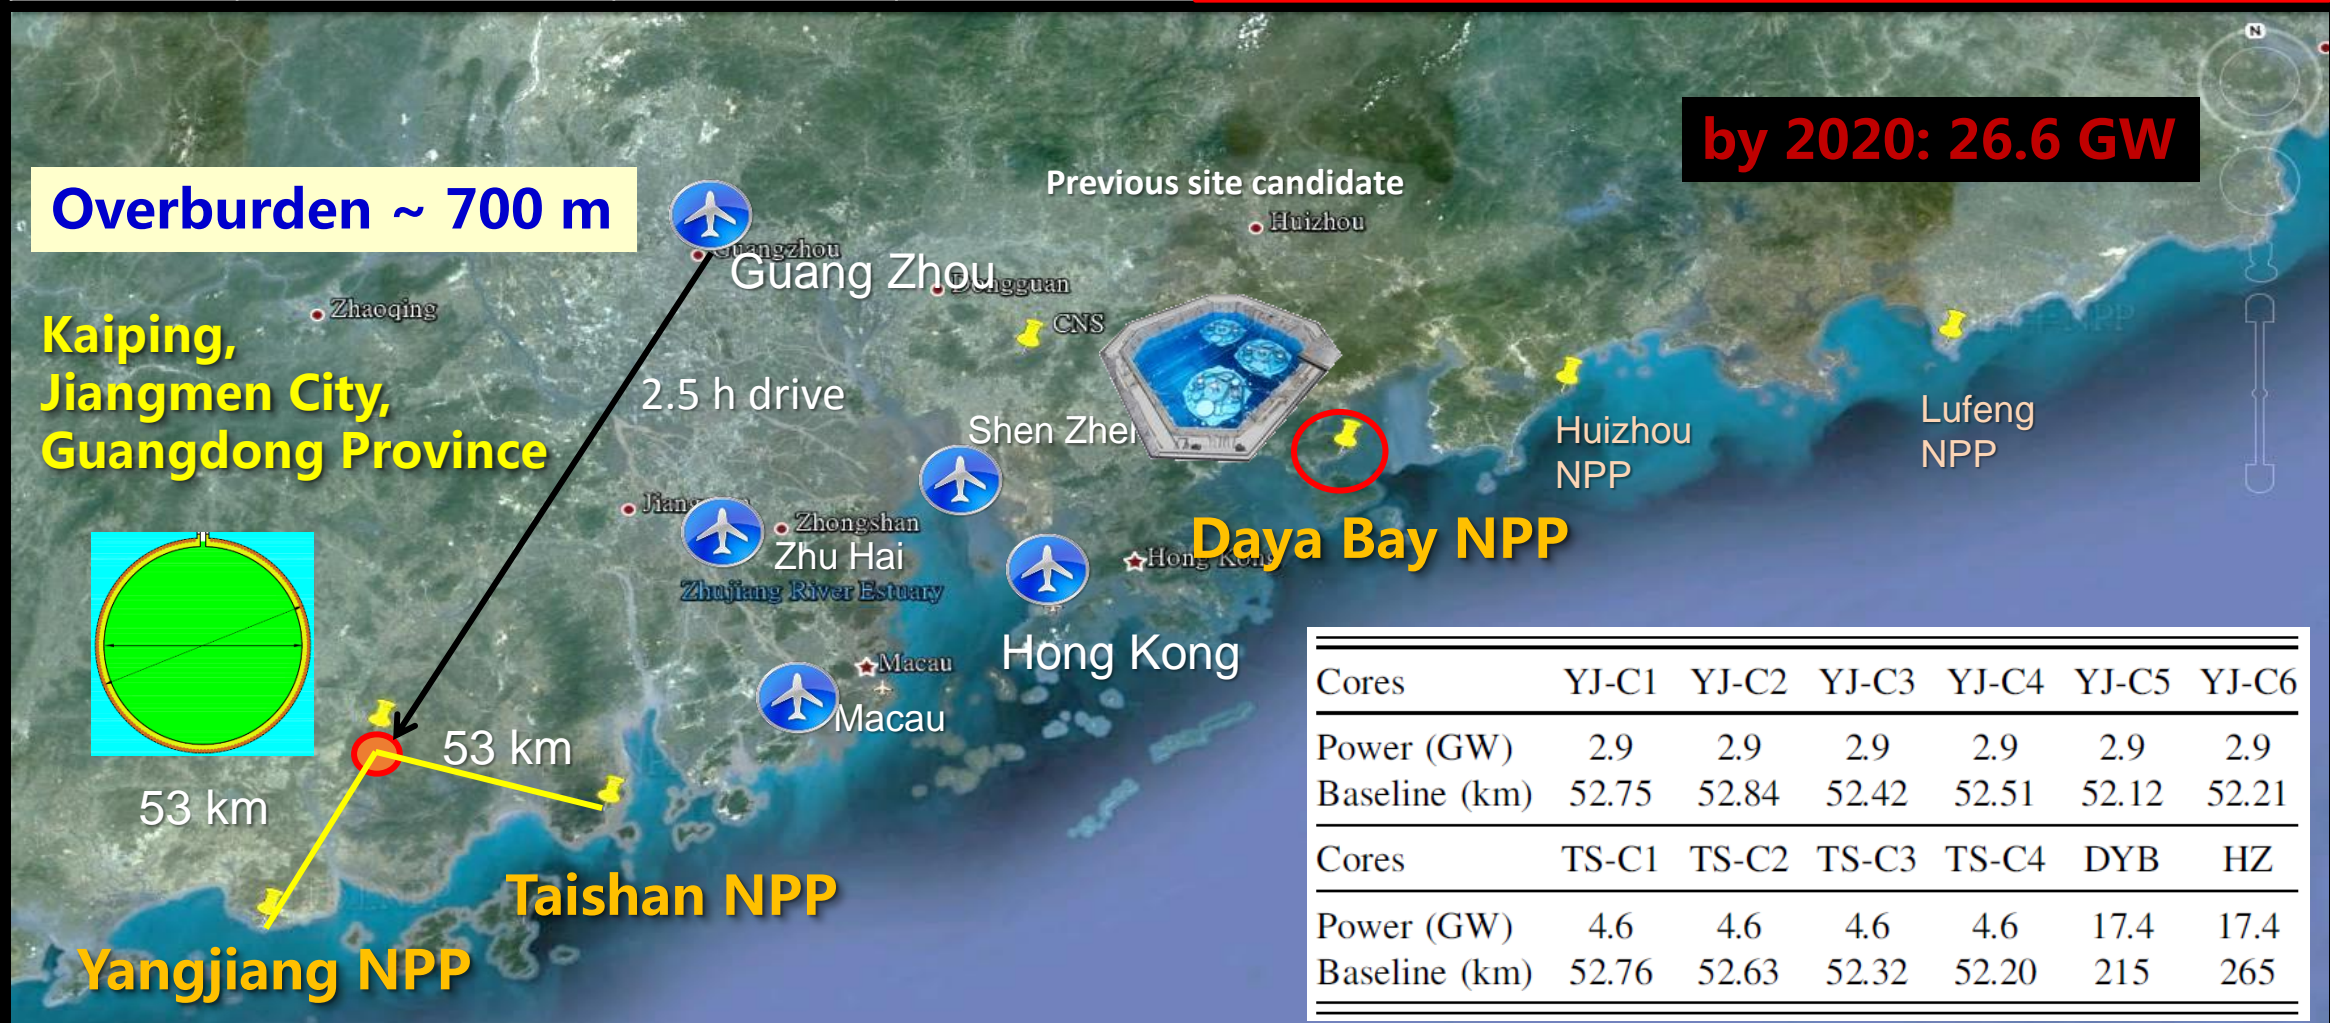 N
by 2020: 26.6 GW
Overburden ~ 700 m
Previous site candidate
Huizhou
Guangzhou
Guang Zhou
Dongguan
Zhaoqing
CNS
Kaiping,
Jiangmen City,
Guangdong Province
2.5 h drive
Shen Zhen
Huizhou
NPP
Lufeng
NPP
Zhongshan
Zhu Hai
Zhujiang River Estuary
Hong Kong
Daya Bay NPP
Hong Kong
Macau
Macau
53 km
53 km
Taishan NPP
Yangjiang NPP
Cores YJ-C1 YJ-C2 YJ-C3 YJ-C4 YJ-C5 YJ-C6
Power (GW) 2.9 2.9 2.9 2.9 2.9 2.9
Baseline (km) 52.75 52.84 52.42 52.51 52.12 52.21
Cores TS-C1 TS-C2 TS-C3 TS-C4 DYB HZ
Power (GW) 4.6 4.6 4.6 4.6 17.4 17.4
Baseline (km) 52.76 52.63 52.32 52.20 215 265